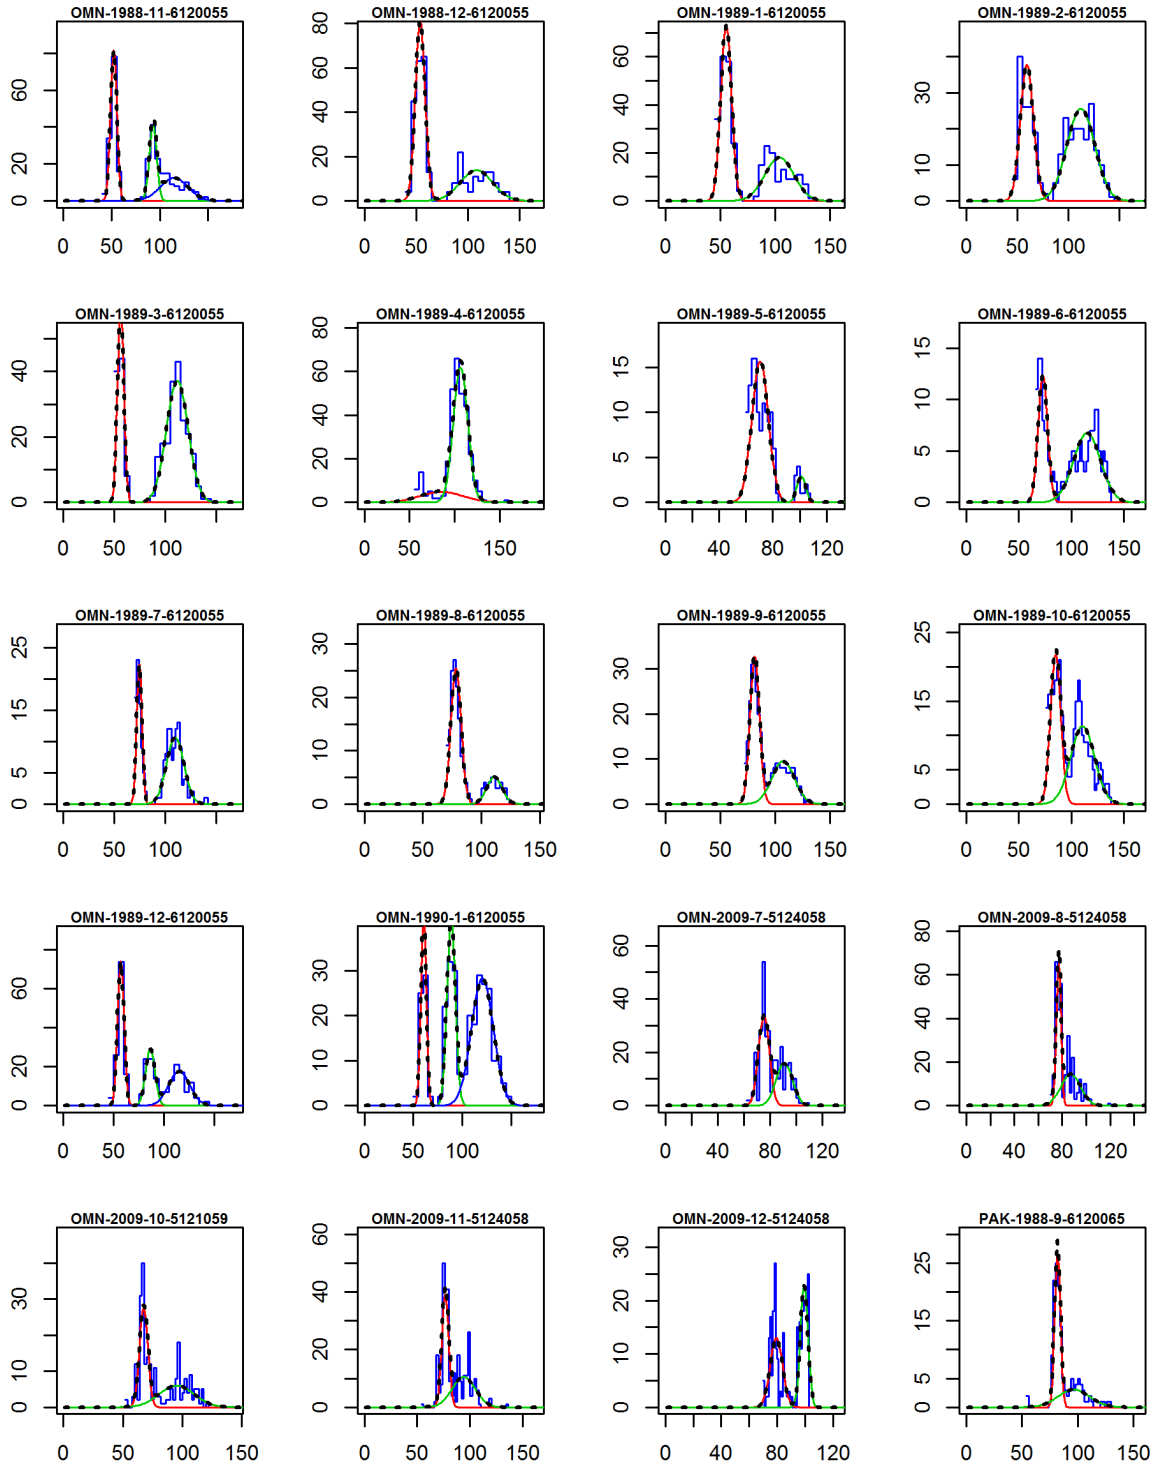 OMN-1988-11-6120055 OMN-1988-12-6120055 OMN-1989-1-6120055 OMN-1989-2-6120055
0 20 60 0 20 40 60 80 0 20 40 60 0 10 30
0 50 100 0 50 100 150 0 50 100 150 0 50 100
OMN-1989-3-6120055 OMN-1989-4-6120055 OMN-1989-5-6120055 OMN-1989-6-6120055
0 20 40 0 20 40 60 80 0 5 10 15 0 5 10 15
0 50 100 0 50 150 0 40 80 120 0 50 100 150
OMN-1989-7-6120055 OMN-1989-8-6120055 OMN-1989-9-6120055 OMN-1989-10-6120055
0 5 15 25 0 10 20 30 0 10 20 30 0 5 15 25
0 50 100 0 50 100 150 0 50 100 150 0 50 100 150
OMN-1989-12-6120055 OMN-1990-1-6120055 OMN-2009-7-5124058 OMN-2009-8-5124058
0 20 60 0 10 20 30 0 20 40 60 0 20 40 60 80
0 50 100 0 50 100 0 40 80 120 0 40 80 120
OMN-2009-10-5121059 OMN-2009-11-5124058 OMN-2009-12-5124058 PAK-1988-9-6120065
0 10 30 0 20 40 60 0 10 20 30 0 5 15 25
0 50 100 150 0 50 100 150 0 40 80 120 0 50 100 150